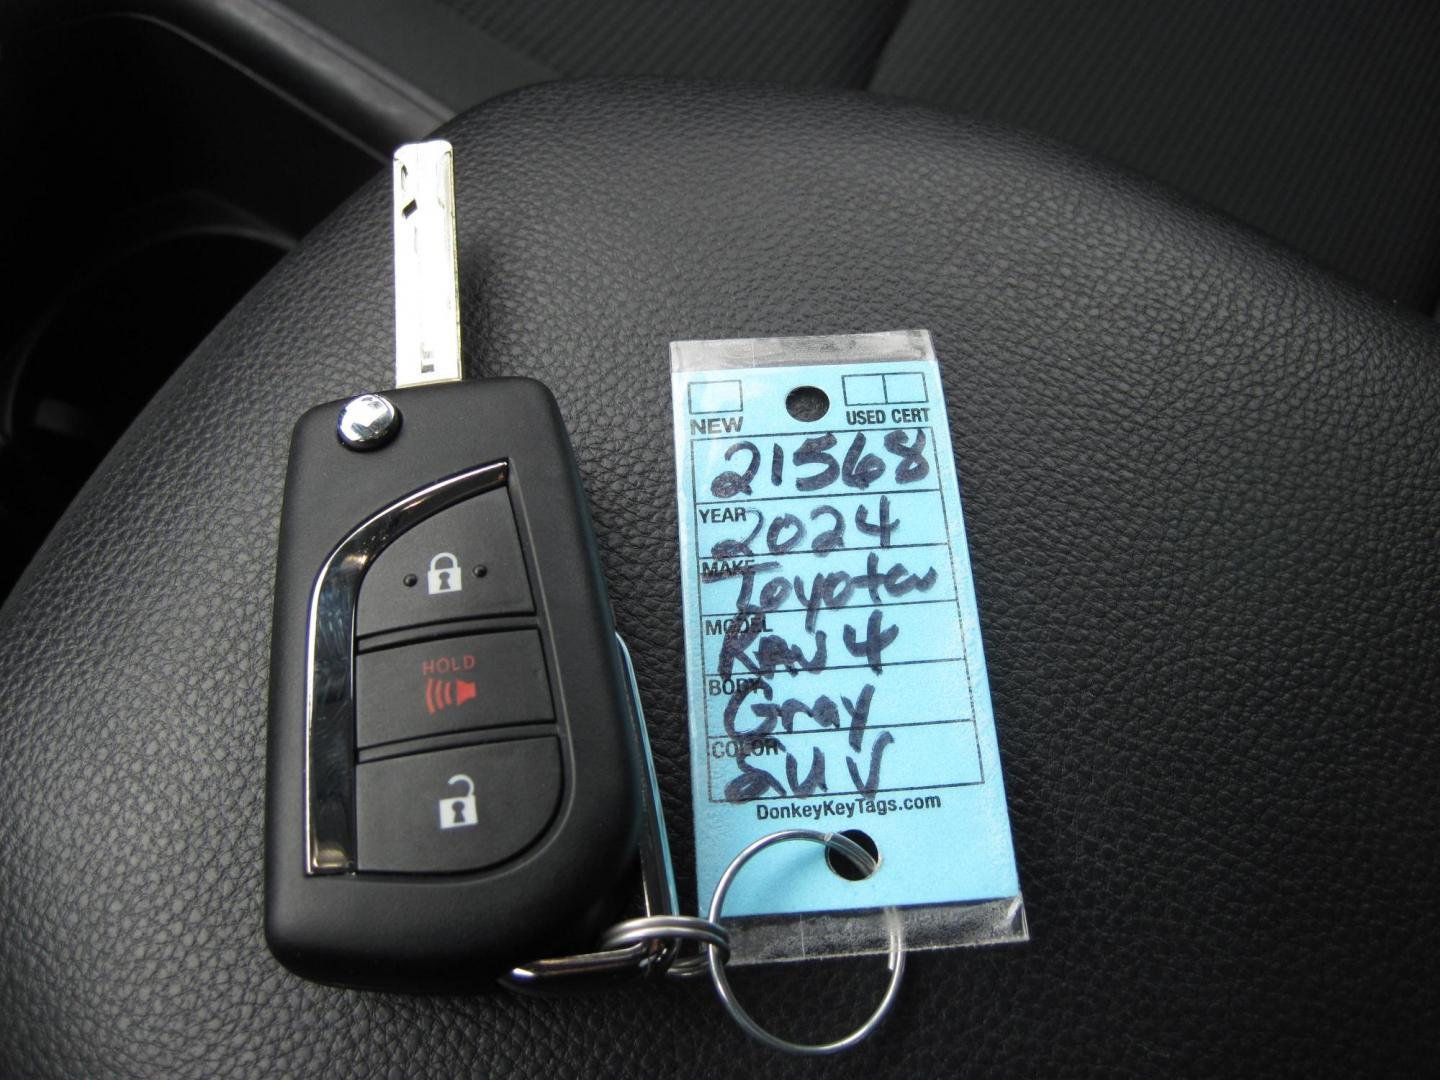 NEW USED CERT
21568
YEAR 2024
MAKE Toyota
MODEL Rav 4
BODY Gray
COLOR SUV
DonkeyKeyTags.com
HOLD